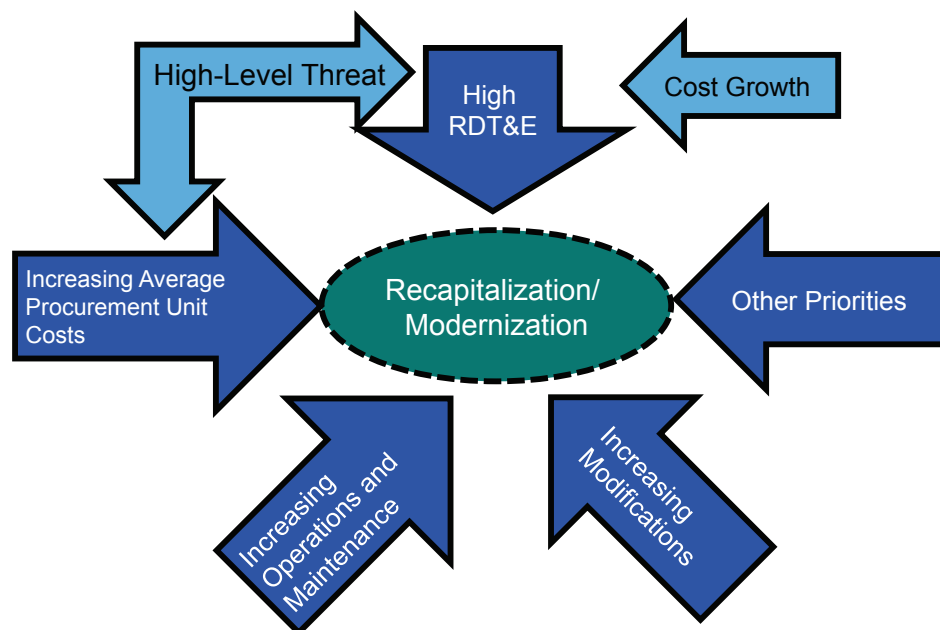 High-Level Threat
High
RDT&E
Cost Growth
Increasing Average
Procurement Unit
Costs
Recapitalization/
Modernization
Other Priorities
Increasing
Operations and
Maintenance
Increasing
Modifications